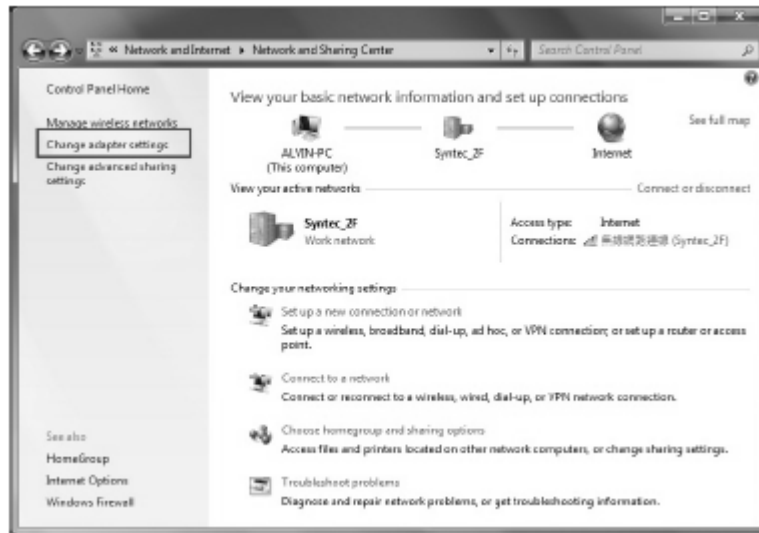 « Network and Internet ▸ Network and Sharing Center
Search Control Panel
Control Panel Home
Manage wireless networks
Change adapter settings
Change advanced sharing
settings
See also
HomeGroup
Internet Options
Windows Firewall
View your basic network information and set up connections
See full map
ALVIN-PC
(This computer)
Syntec_2F
Internet
View your active networks
Connect or disconnect
Syntec_2F
Work network
Access type: Internet
Connections: 無線網路連線 (Syntec_2F)
Change your networking settings
Set up a new connection or network
Set up a wireless, broadband, dial-up, ad hoc, or VPN connection; or set up a router or access
point.
Connect to a network
Connect or reconnect to a wireless, wired, dial-up, or VPN network connection.
Choose homegroup and sharing options
Access files and printers located on other network computers, or change sharing settings.
Troubleshoot problems
Diagnose and repair network problems, or get troubleshooting information.